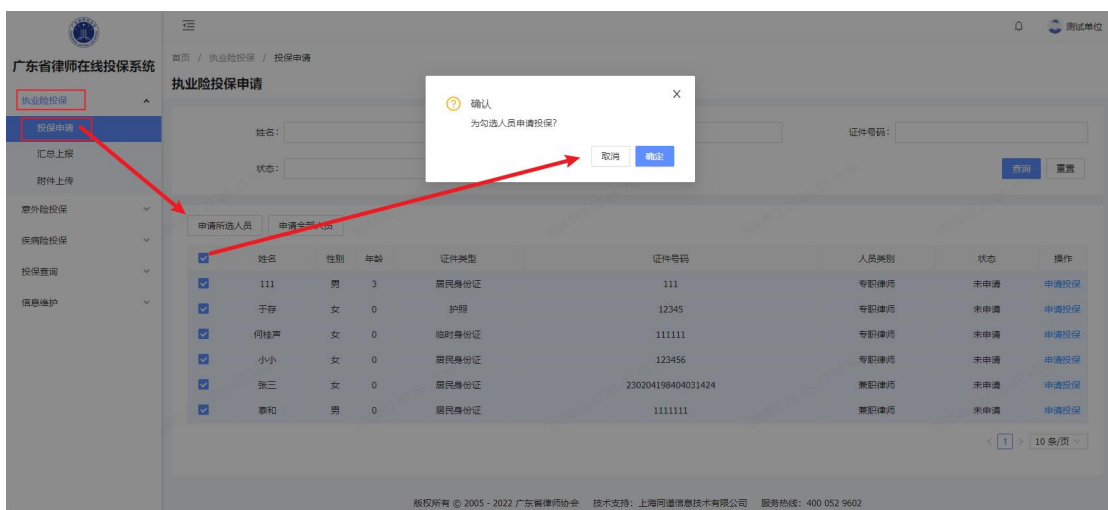 测试单位
广东省律师在线投保系统
首页 / 执业险投保 / 投保申请
执业险投保申请
执业险投保
投保申请
汇总上报
附件上传
意外险投保
疾病险投保
投保查询
信息维护
姓名：
证件号码：
状态：
查询 重置
确认 X
为勾选人员申请投保？
取消 确定
申请所选人员 申请全部人员
姓名 性别 年龄 证件类型 证件号码 人员类别 状态 操作
111 男 3 居民身份证 111 专职律师 未申请 申请投保
于存 女 0 护照 12345 专职律师 未申请 申请投保
何桂声 女 0 临时身份证 111111 专职律师 未申请 申请投保
小小 女 0 居民身份证 123456 专职律师 未申请 申请投保
张三 女 0 居民身份证 230204198404031424 兼职律师 未申请 申请投保
泰和 男 0 居民身份证 1111111 兼职律师 未申请 申请投保
< 1 > 10 条/页
版权所有 © 2005 - 2022 广东省律师协会 技术支持：上海同道信息技术有限公司 服务热线：400 052 9602